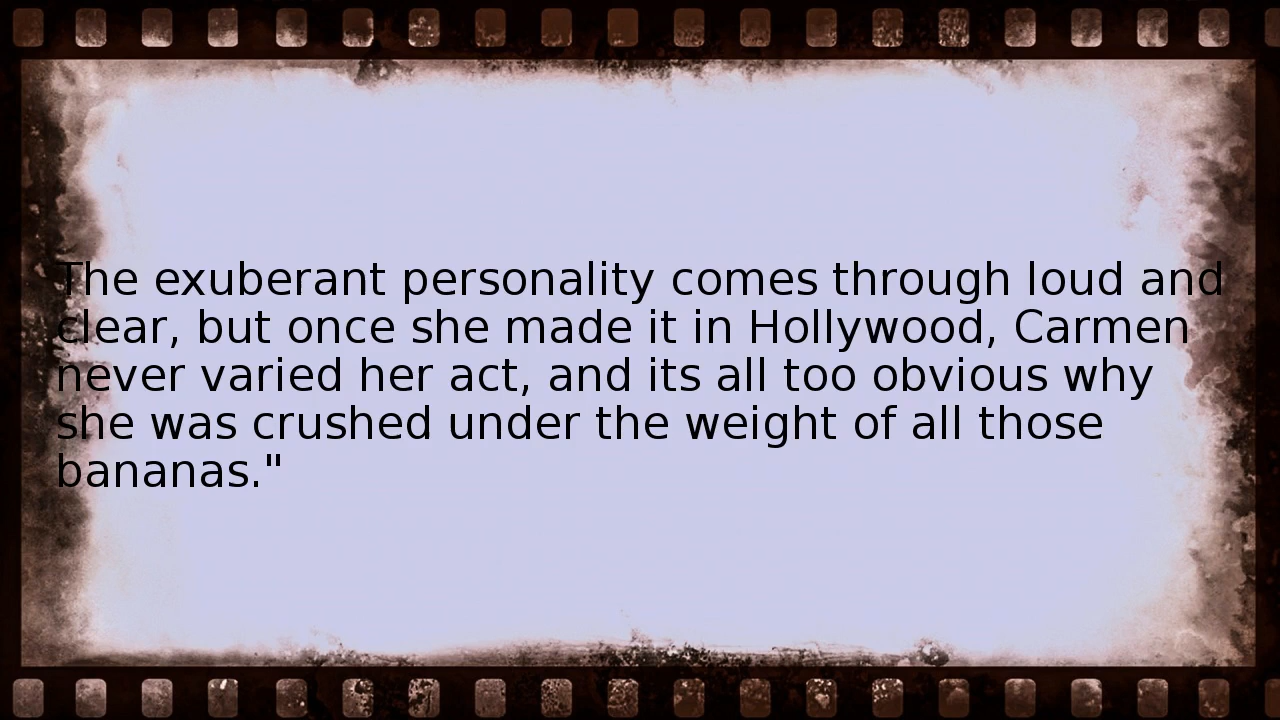 The exuberant personality comes through loud and
clear, but once she made it in Hollywood, Carmen
never varied her act, and its all too obvious why
she was crushed under the weight of all those
bananas."